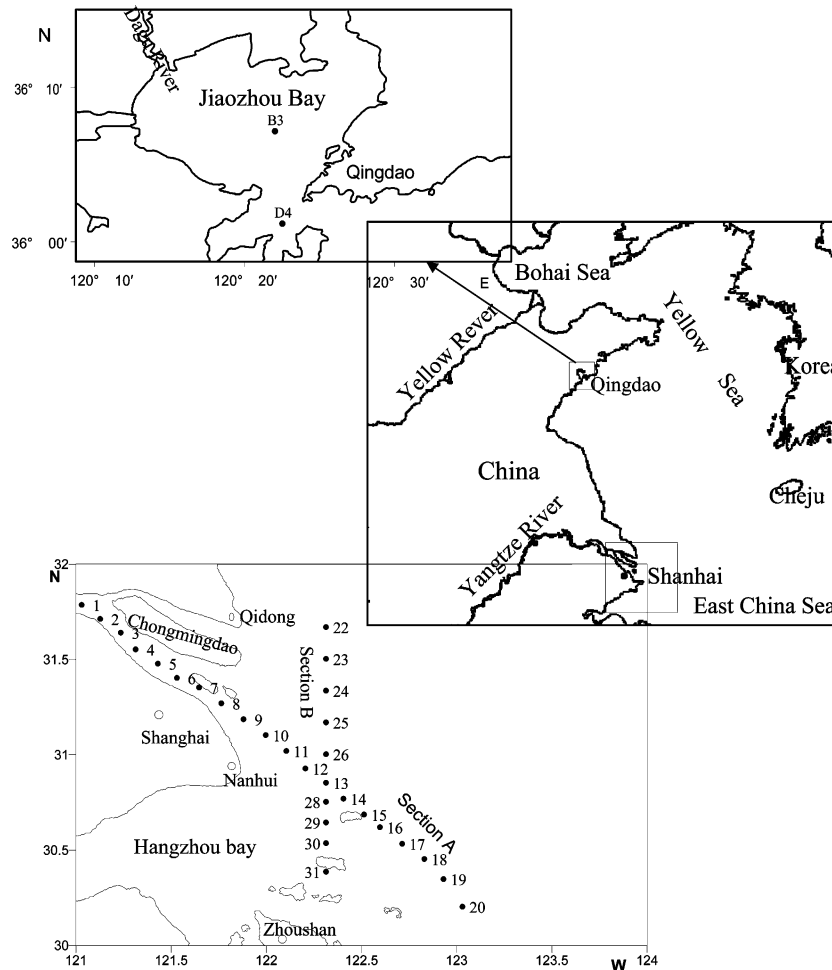 N
Dagu River
36° 10'
Jiaozhou Bay
B3
Qingdao
D4
36° 00'
120° 10'
120° 20'
E
120° 30'
Bohai Sea
Yellow Sea
Yellow Rever
Korea
Qingdao
China
Cheju
Yangtze River
Shanhai
East China Sea
32
N
1
2
3
4
5
6
7
8
9
10
11
12
13
14
15
16
17
18
19
20
Chongmingdao
Qidong
Section B
22
23
24
25
26
28
29
30
31
31.5
Shanghai
31
Nanhui
Section A
30.5
Hangzhou bay
Zhoushan
30
121
121.5
122
122.5
123
123.5
124
W